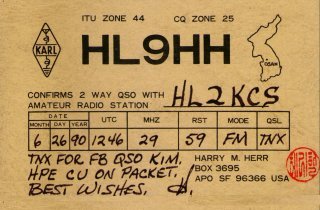 ITU ZONE 44 CQ ZONE 25
KARL
HL9HH
OSAN
CONFIRMS 2 WAY QSO WITH
AMATEUR RADIO STATION HL2KCS
DATE UTC MHZ RST MODE QSL
MONTH DAY YEAR
6 26 90 1246 29 59 FM TNX
TNX FOR FB QSO KIM.
HPE CU ON PACKET.
BEST WISHES,
HARRY M. HERR
BOX 3695
APO SF 96366 USA